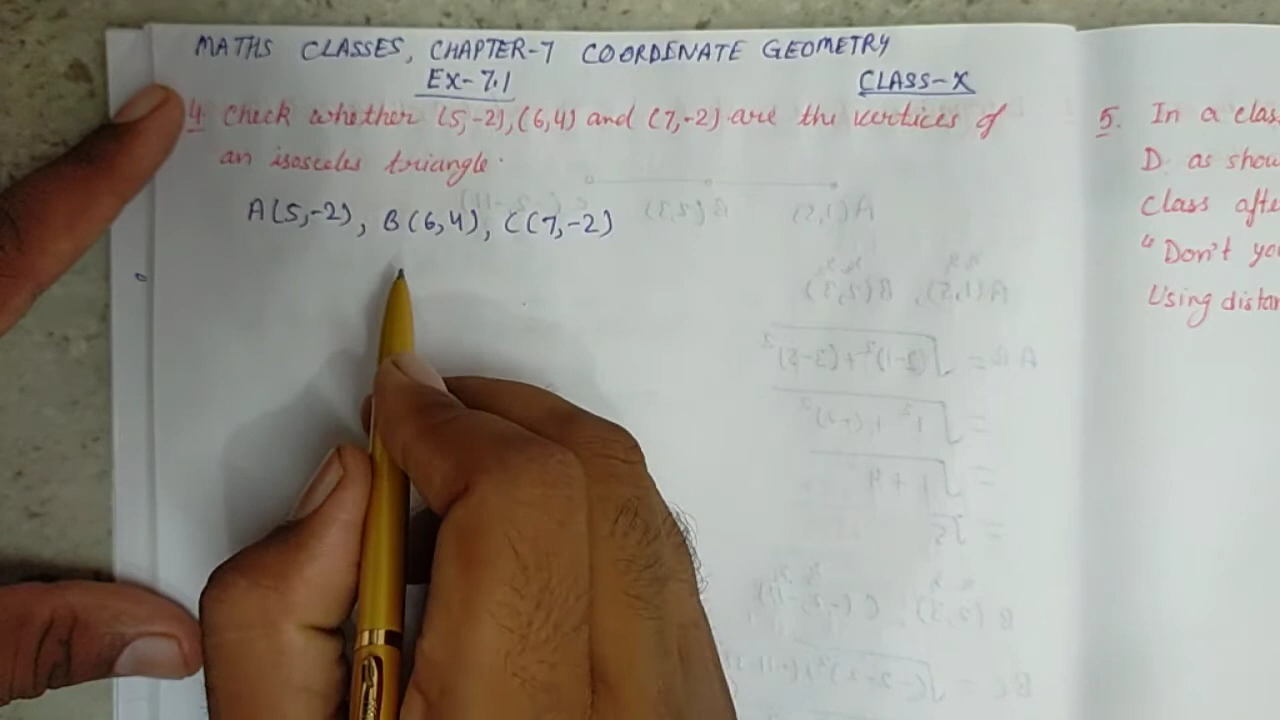 MATHS CLASSES, CHAPTER-7 COORDENATE GEOMETRY
EX-7.1 CLASS-X
4. Check whether (5,-2), (6,4) and (7,-2) are the vertices of
an isosceles triangle.
A(5,-2), B(6,4), C(7,-2)
5. In a clas
D. as show
Class afte
"Don't yo
Using distan